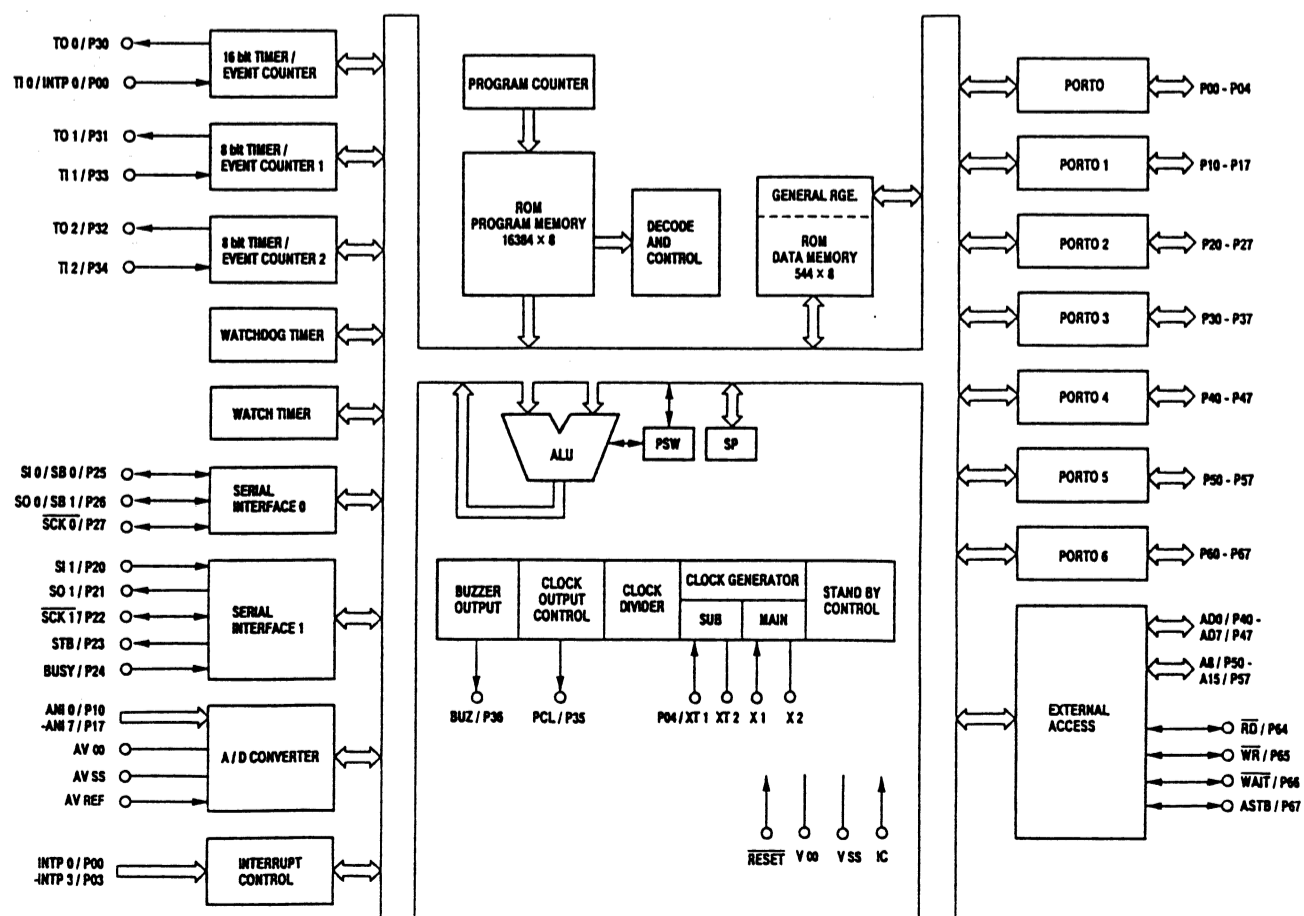 TO 0 / P30
TI 0 / INTP 0 / P00
16 bit TIMER /
EVENT COUNTER
TO 1 / P31
TI 1 / P33
8 bit TIMER /
EVENT COUNTER 1
TO 2 / P32
TI 2 / P34
8 bit TIMER /
EVENT COUNTER 2
WATCHDOG TIMER
WATCH TIMER
SI 0 / SB 0 / P25
SO 0 / SB 1 / P26
SCK 0 / P27
SERIAL
INTERFACE 0
SI 1 / P20
SO 1 / P21
SCK 1 / P22
STB / P23
BUSY / P24
SERIAL
INTERFACE 1
ANI 0 / P10
-ANI 7 / P17
AV 00
AV SS
AV REF
A / D CONVERTER
INTP 0 / P00
-INTP 3 / P03
INTERRUPT
CONTROL
PROGRAM COUNTER
ROM
PROGRAM MEMORY
16384 × 8
DECODE
AND
CONTROL
GENERAL RGE.
ROM
DATA MEMORY
544 × 8
ALU
PSW
SP
BUZZER
OUTPUT
CLOCK
OUTPUT
CONTROL
CLOCK
DIVIDER
CLOCK GENERATOR
SUB
MAIN
STAND BY
CONTROL
BUZ / P36
PCL / P35
P04 / XT 1
XT 2
X 1
X 2
RESET
V 00
V SS
IC
PORTO
P00 - P04
PORTO 1
P10 - P17
PORTO 2
P20 - P27
PORTO 3
P30 - P37
PORTO 4
P40 - P47
PORTO 5
P50 - P57
PORTO 6
P60 - P67
EXTERNAL
ACCESS
AD0 / P40 -
AD7 / P47
A8 / P50 -
A15 / P57
RD / P64
WR / P65
WAIT / P66
ASTB / P67